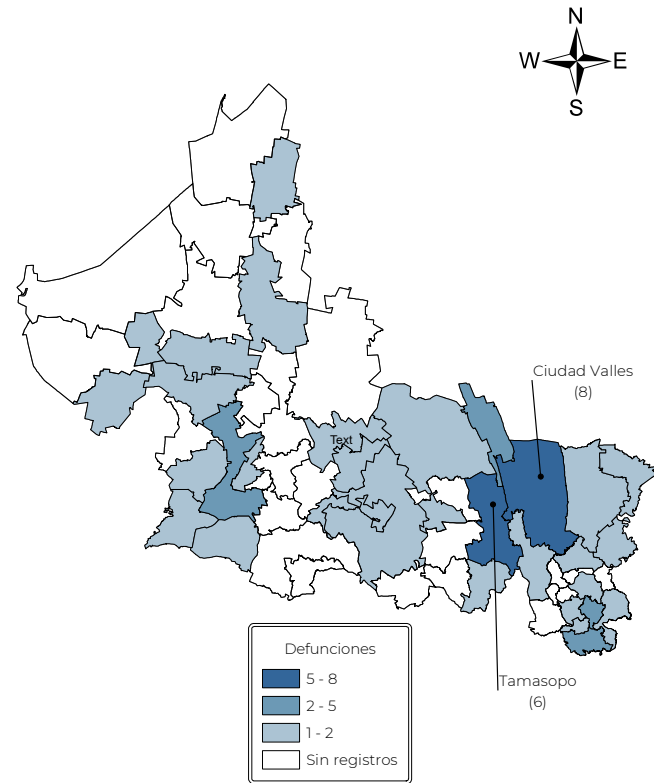 N
W E
S
Ciudad Valles
(8)
Text
Tamasopo
(6)
Defunciones
5 - 8
2 - 5
1 - 2
Sin registros